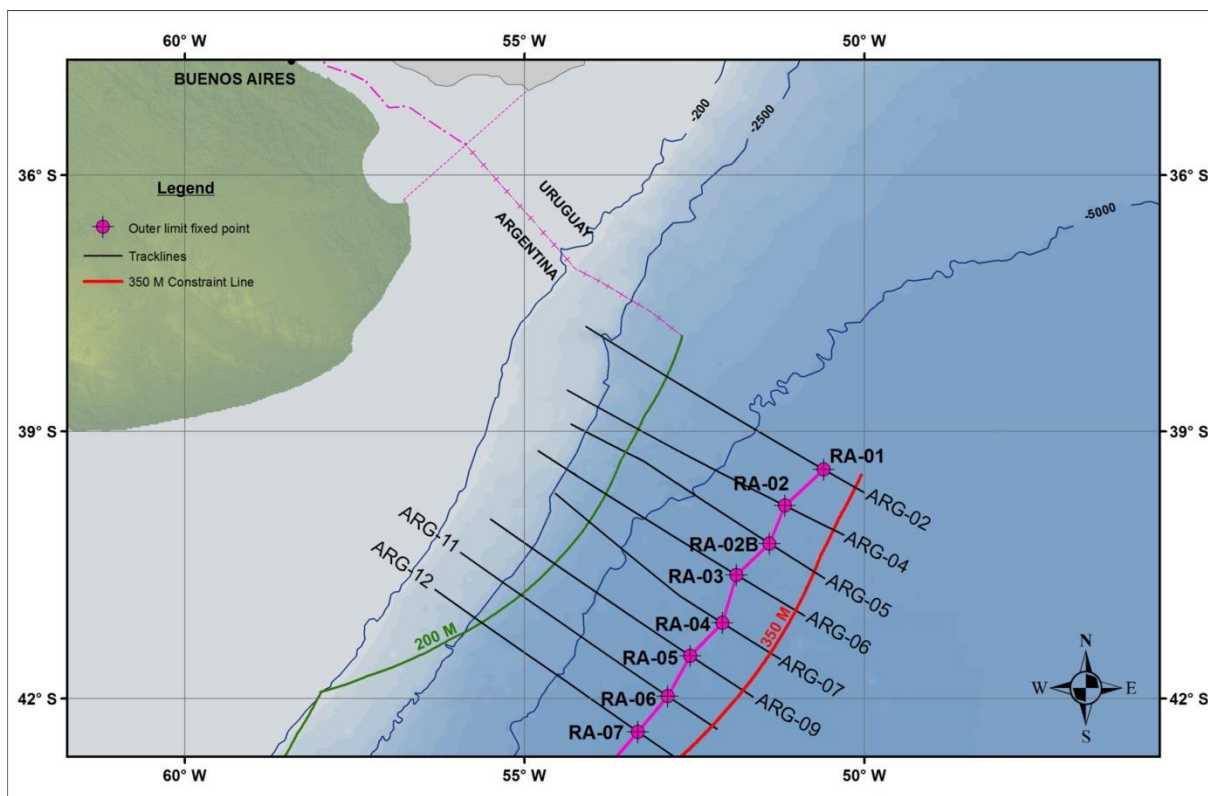 60° W 55° W 50° W
BUENOS AIRES
-200
-2500
36° S 36° S
Legend
URUGUAY
ARGENTINA
-5000
Outer limit fixed point
Tracklines
350 M Constraint Line
39° S 39° S
RA-01
RA-02
ARG-02
RA-02B
ARG-04
ARG-11
RA-03
ARG-05
ARG-12
ARG-06
200 M
RA-04
350 M
ARG-07
RA-05
ARG-09
N
W E
S
42° S 42° S
RA-06
RA-07
60° W 55° W 50° W